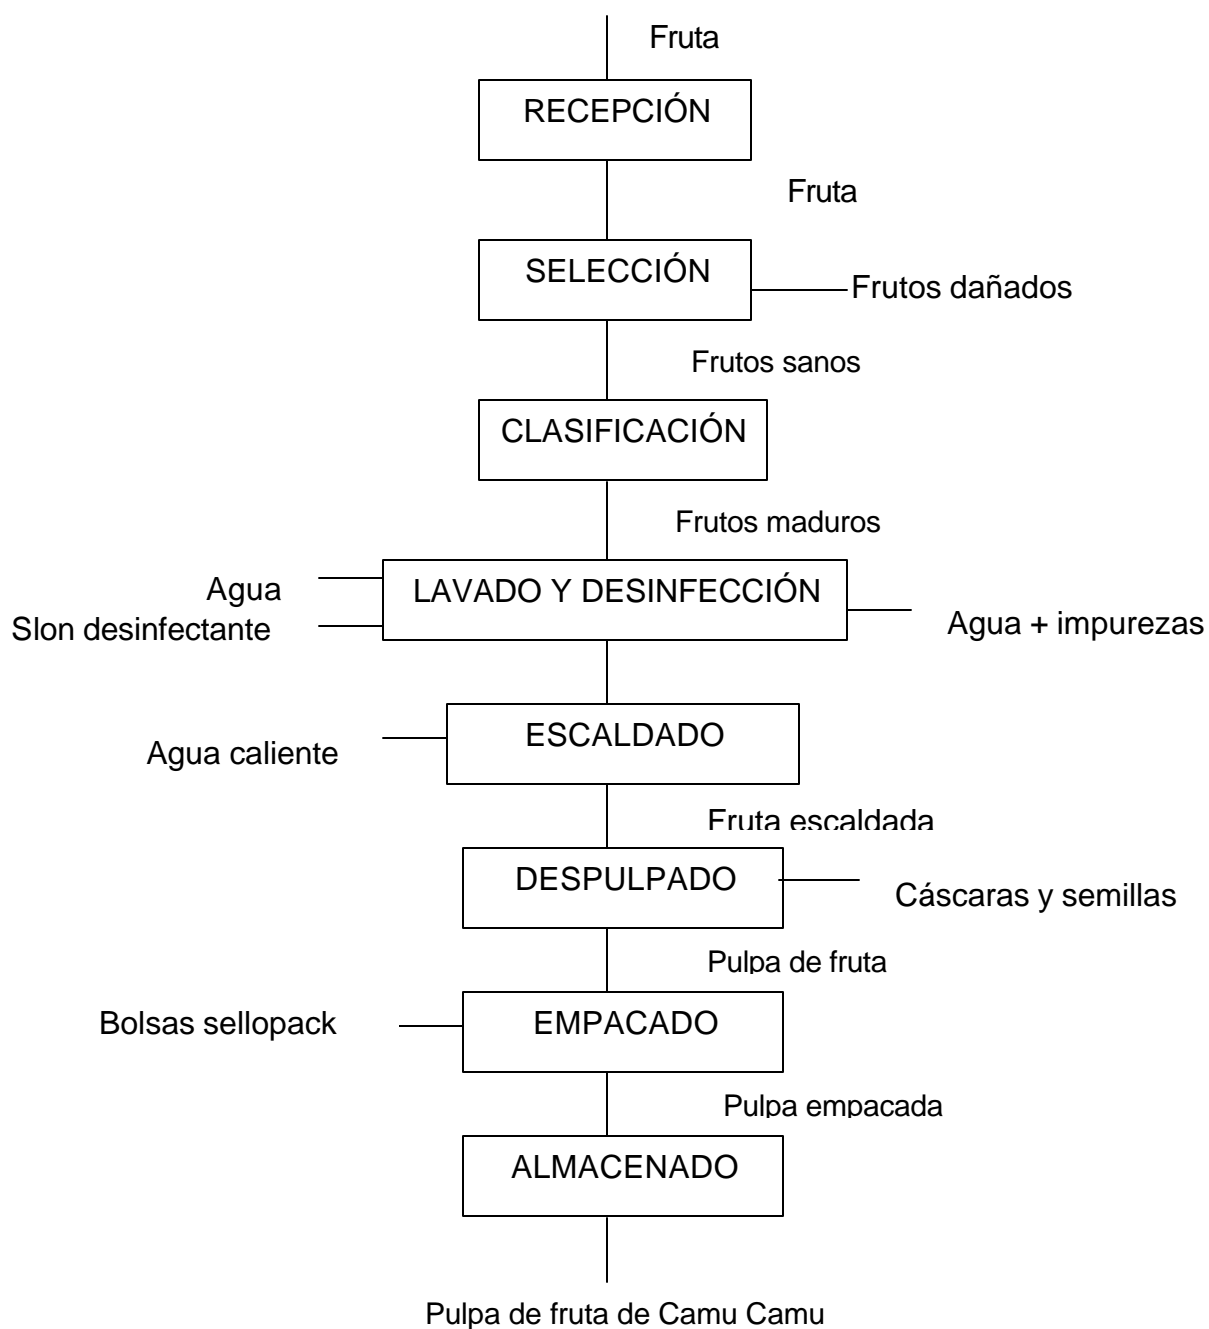 Fruta
RECEPCIÓN
Fruta
SELECCIÓN
Frutos dañados
Frutos sanos
CLASIFICACIÓN
Frutos maduros
Agua
LAVADO Y DESINFECCIÓN
Slon desinfectante
Agua + impurezas
ESCALDADO
Agua caliente
Fruta escaldada
DESPULPADO
Cáscaras y semillas
Pulpa de fruta
Bolsas sellopack
EMPACADO
Pulpa empacada
ALMACENADO
Pulpa de fruta de Camu Camu